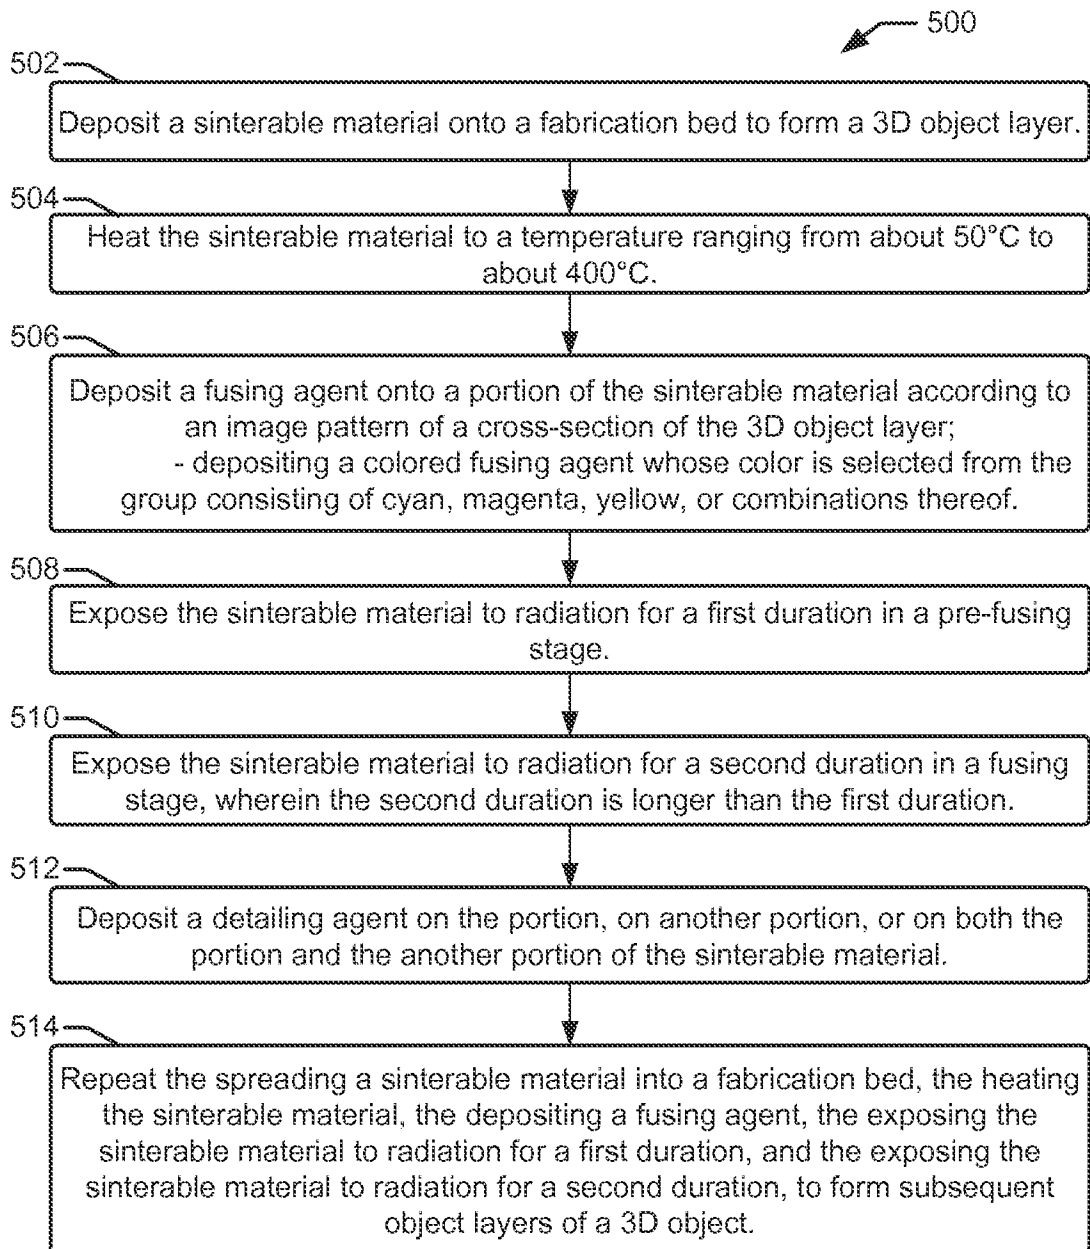 500
502
Deposit a sinterable material onto a fabrication bed to form a 3D object layer.
504
Heat the sinterable material to a temperature ranging from about 50°C to
about 400°C.
506
Deposit a fusing agent onto a portion of the sinterable material according to
an image pattern of a cross-section of the 3D object layer;
- depositing a colored fusing agent whose color is selected from the
group consisting of cyan, magenta, yellow, or combinations thereof.
508
Expose the sinterable material to radiation for a first duration in a pre-fusing
stage.
510
Expose the sinterable material to radiation for a second duration in a fusing
stage, wherein the second duration is longer than the first duration.
512
Deposit a detailing agent on the portion, on another portion, or on both the
portion and the another portion of the sinterable material.
514
Repeat the spreading a sinterable material into a fabrication bed, the heating
the sinterable material, the depositing a fusing agent, the exposing the
sinterable material to radiation for a first duration, and the exposing the
sinterable material to radiation for a second duration, to form subsequent
object layers of a 3D object.